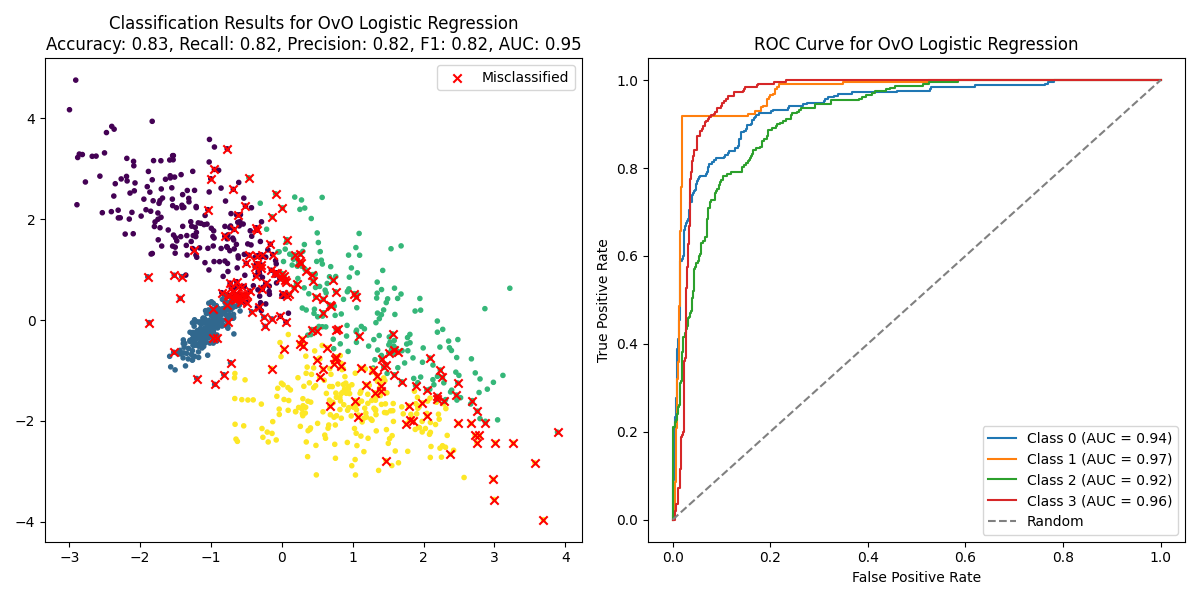 Classification Results for OvO Logistic Regression
Accuracy: 0.83, Recall: 0.82, Precision: 0.82, F1: 0.82, AUC: 0.95
Misclassified
4
2
0
−2
−4
−3
−2
−1
0
1
2
3
4
ROC Curve for OvO Logistic Regression
True Positive Rate
1.0
0.8
0.6
0.4
0.2
0.0
Class 0 (AUC = 0.94)
Class 1 (AUC = 0.97)
Class 2 (AUC = 0.92)
Class 3 (AUC = 0.96)
Random
0.0
0.2
0.4
0.6
0.8
1.0
False Positive Rate